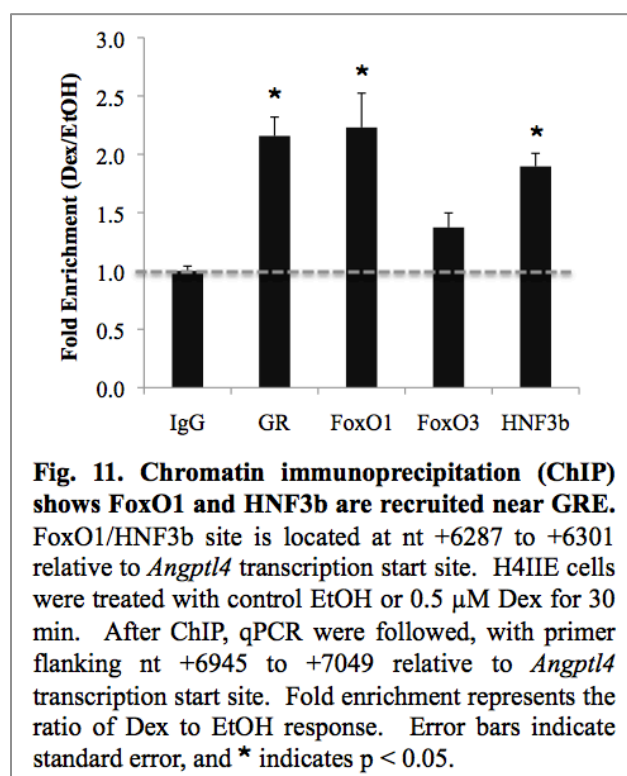 Fold Enrichment (Dex/EtOH)
3.0
2.5
2.0
1.5
1.0
0.5
0.0
*
*
*
IgG GR FoxO1 FoxO3 HNF3b
Fig. 11. Chromatin immunoprecipitation (ChIP)
shows FoxO1 and HNF3b are recruited near GRE.
FoxO1/HNF3b site is located at nt +6287 to +6301
relative to Angptl4 transcription start site. H4IIE cells
were treated with control EtOH or 0.5 µM Dex for 30
min. After ChIP, qPCR were followed, with primer
flanking nt +6945 to +7049 relative to Angptl4
transcription start site. Fold enrichment represents the
ratio of Dex to EtOH response. Error bars indicate
standard error, and * indicates p < 0.05.